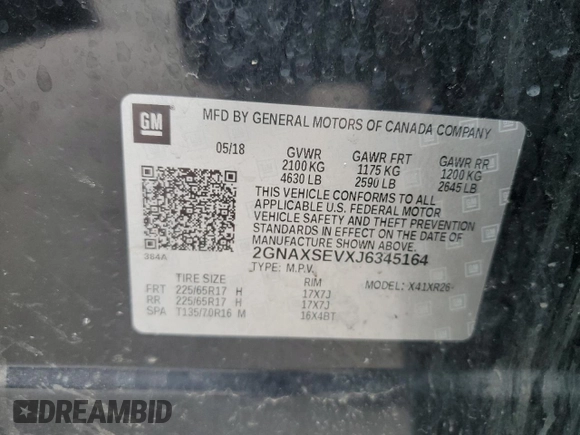 GM
MFD BY GENERAL MOTORS OF CANADA COMPANY
05/18 GVWR GAWR FRT GAWR RR
2100 KG 1175 KG 1200 KG
4630 LB 2590 LB 2645 LB
THIS VEHICLE CONFORMS TO ALL
APPLICABLE U.S. FEDERAL MOTOR
VEHICLE SAFETY AND THEFT PREVENTION
STANDARDS IN EFFECT ON THE DATE OF
MANUFACTURE SHOWN ABOVE.
384A 2GNAXSEVXJ6345164
TYPE: M.P.V. X41XR26
TIRE SIZE RIM
FRT 225/65R17 H 17X7J
RR 225/65R17 H 17X7J
SPA T135/70R16 M 16X4BT
DREAMBID